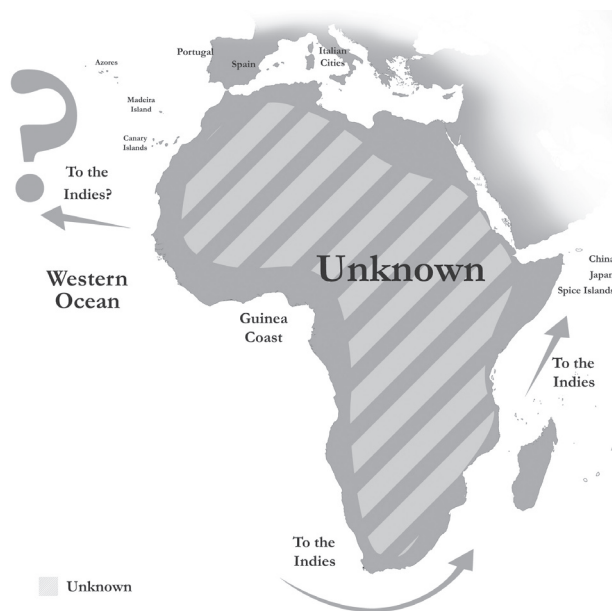 Portugal
Spain
Italian
Cities
Azores
Madeira
Island
Canary
Islands
?
To the
Indies?
Western
Ocean
Unknown
Guinea
Coast
China
Japan
Spice Islands
To the
Indies
To the
Indies
Unknown